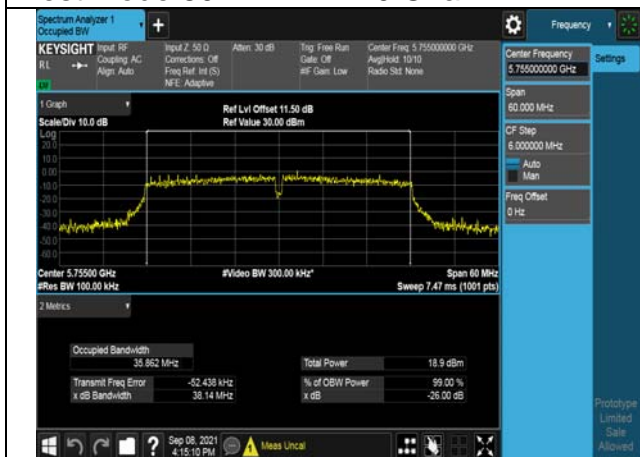 Spectrum Analyzer 1
Occupied BW
Frequency
KEYSIGHT
RL
Input: RF
Coupling: AC
Align: Auto
Input Z: 50 Ω
Corrections: Off
Freq Ref: Int (S)
NFE: Adaptive
Atten: 30 dB
Trig: Free Run
Gate: Off
#IF Gain: Low
Center Freq: 5.755000000 GHz
Avg|Hold: 10/10
Radio Std: None
Center Frequency
5.755000000 GHz
Settings
Span
60.000 MHz
CF Step
6.000000 MHz
Auto
Man
Freq Offset
0 Hz
1 Graph
Scale/Div 10.0 dB
Ref Lvl Offset 11.50 dB
Ref Value 30.00 dBm
Log
20.0
10.0
0.00
-10.0
-20.0
-30.0
-40.0
-50.0
-60.0
Center 5.75500 GHz
#Res BW 100.00 kHz
#Video BW 300.00 kHz*
Span 60 MHz
Sweep 7.47 ms (1001 pts)
2 Metrics
Occupied Bandwidth
35.862 MHz
Total Power 18.9 dBm
Transmit Freq Error -52.438 kHz
% of OBW Power 99.00 %
x dB Bandwidth 38.14 MHz
x dB -26.00 dB
Prototype
Limited
Sale
Allowed
?
Sep 08, 2021
4:15:10 PM
Meas Uncal